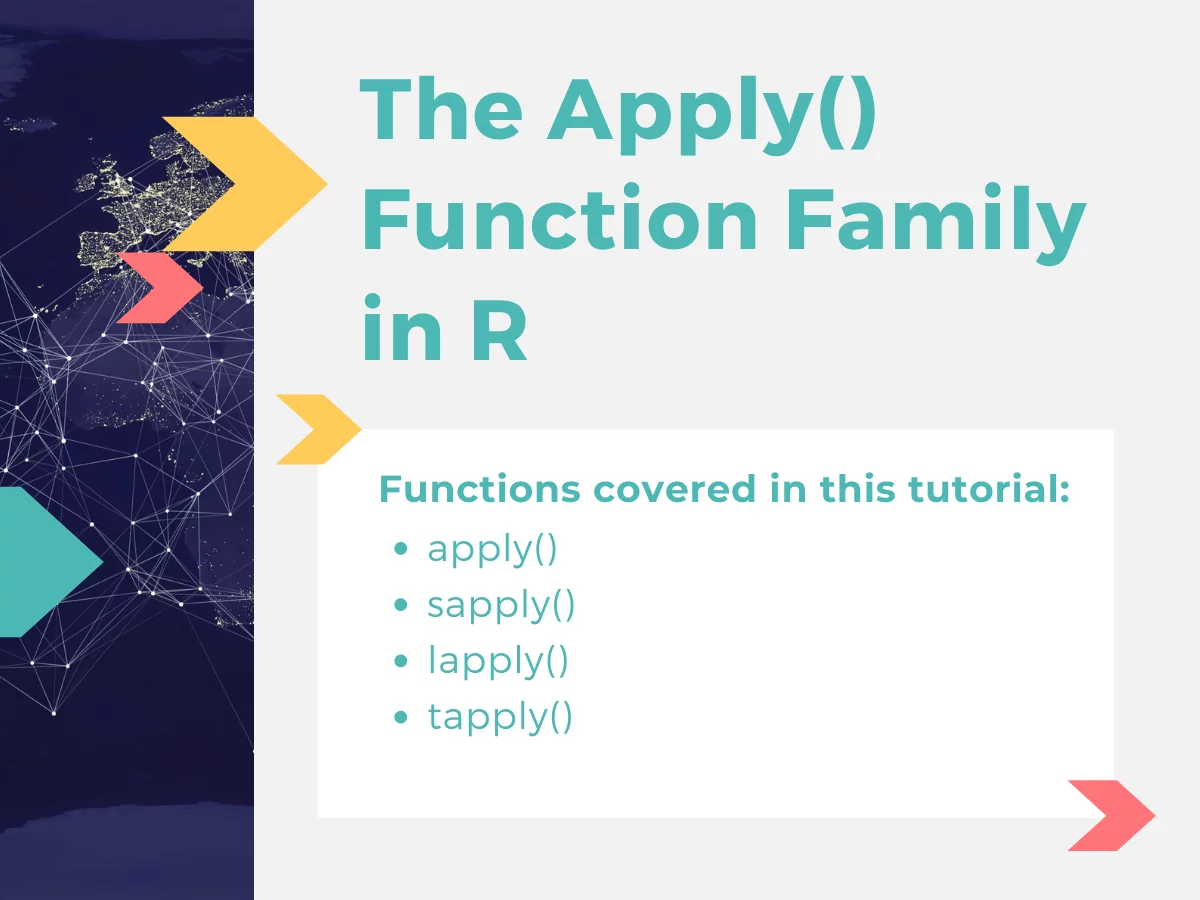 The Apply()
Function Family
in R
Functions covered in this tutorial:
• apply()
• sapply()
• lapply()
• tapply()